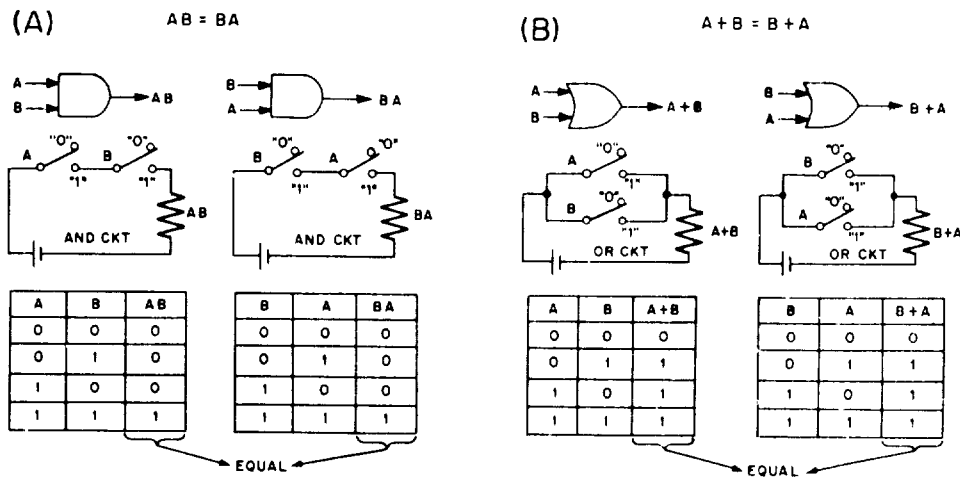 (A) AB = BA
A B AB
B A BA
A "0" "1" B "0" "1" AB
AND CKT
B "0" "1" A "0" "1" BA
AND CKT
A B AB
0 0 0
0 1 0
1 0 0
1 1 1
B A BA
0 0 0
0 1 0
1 0 0
1 1 1
EQUAL
(B) A+B = B+A
A B A+B
B A B+A
A "0" "1"
B "0" "1" A+B
OR CKT
B "0" "1"
A "0" "1" B+A
OR CKT
A B A+B
0 0 0
0 1 1
1 0 1
1 1 1
B A B+A
0 0 0
0 1 1
1 0 1
1 1 1
EQUAL